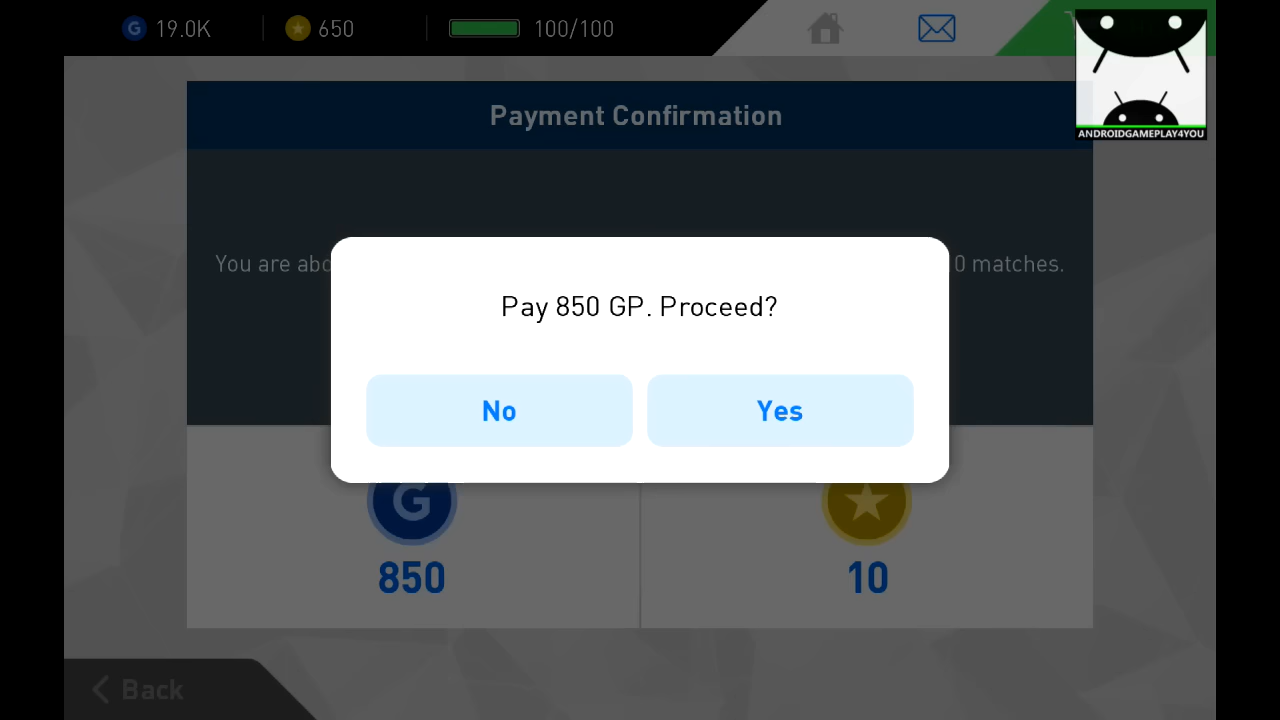 G 19.0K 650 100/100
ANDROIDGAMEPLAY4YOU
Payment Confirmation
You are 0 matches.
Pay 850 GP. Proceed?
No Yes
G
850 10
Back